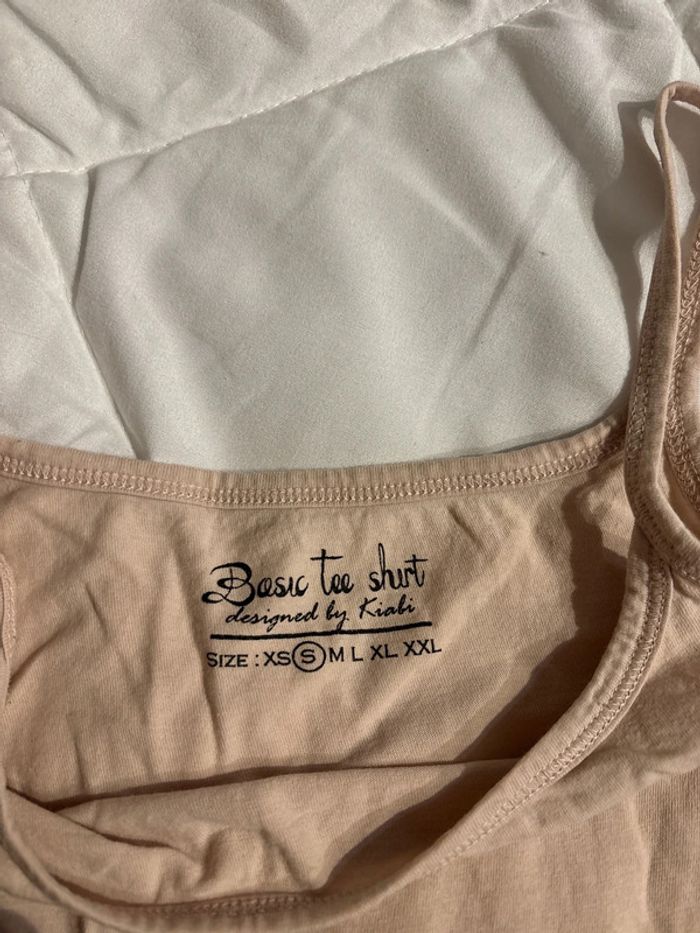 Basic tee shirt
designed by Kiabi
SIZE : XS S M L XL XXL